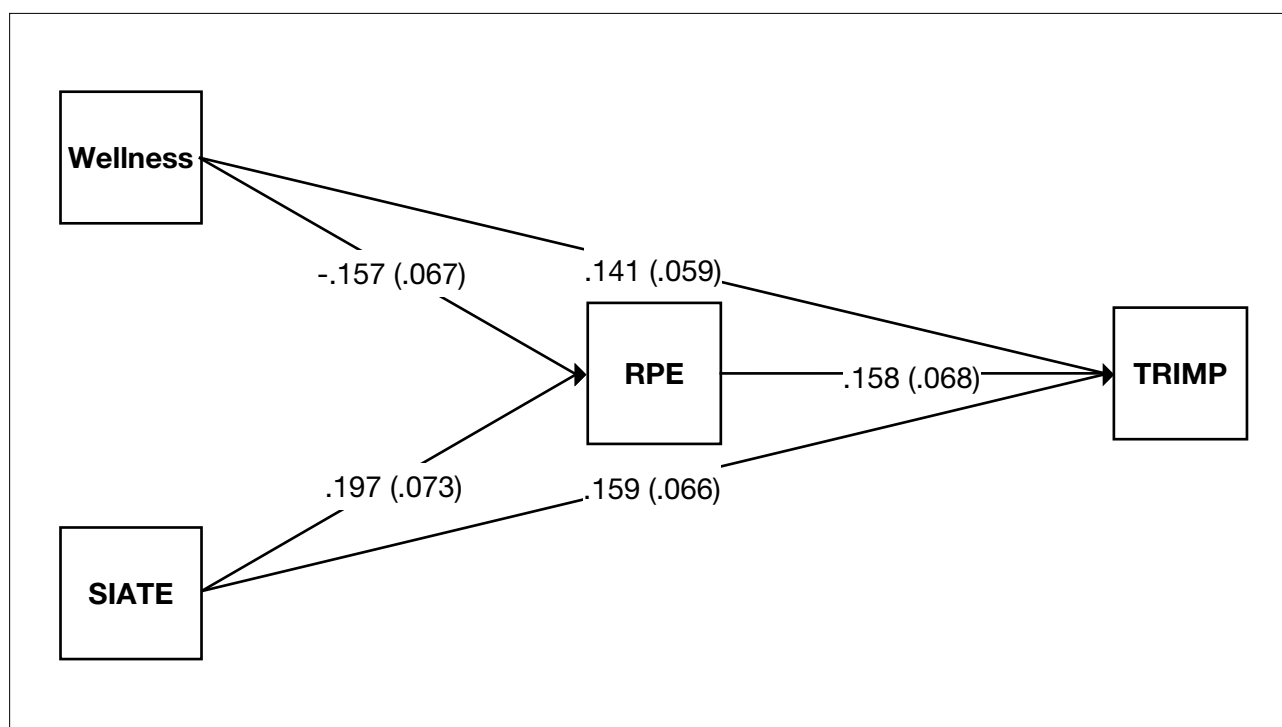 Wellness
-.157 (.067)
.141 (.059)
RPE
.158 (.068)
TRIMP
.197 (.073)
.159 (.066)
SIATE